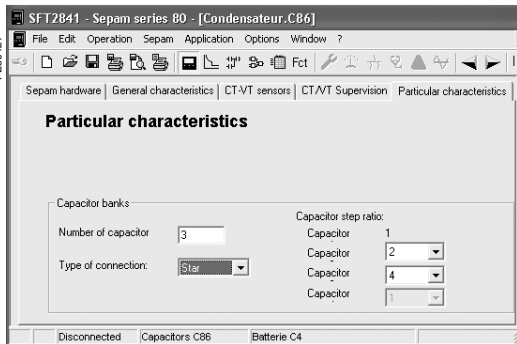 SFT2841 - Sepam series 80 - [Condensateur.C86]
File Edit Operation Sepam Application Options Window ?
Fct
Sepam hardware General characteristics CT-VT sensors CT/VT Supervision Particular characteristics
Particular characteristics
Capacitor banks
Number of capacitor 3
Type of connection: Star
Capacitor step ratio:
Capacitor 1
Capacitor 2
Capacitor 4
Capacitor 1
Disconnected Capacitors C86 Batterie C4